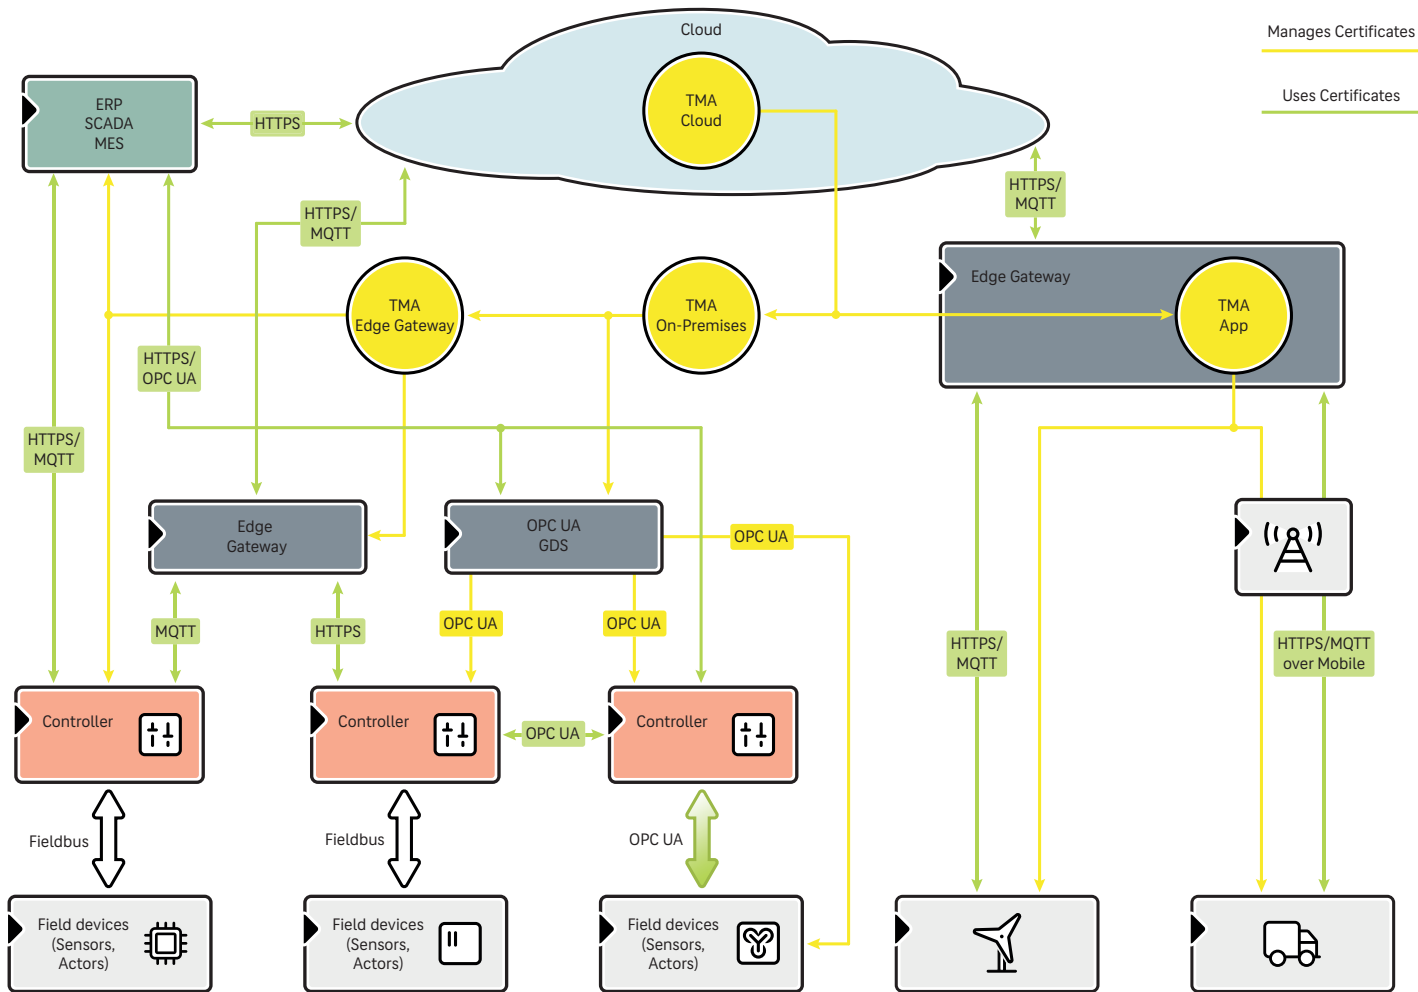 Cloud
Manages Certificates
Uses Certificates
TMA
Cloud
ERP
SCADA
MES
HTTPS
HTTPS/
MQTT
HTTPS/
MQTT
Edge Gateway
TMA
Edge Gateway
TMA
On-Premises
TMA
App
HTTPS/
OPC UA
HTTPS/
MQTT
Edge
Gateway
OPC UA
GDS
OPC UA
MQTT
HTTPS
OPC UA
OPC UA
HTTPS/
MQTT
HTTPS/MQTT
over Mobile
Controller
Controller
OPC UA
Controller
Fieldbus
Fieldbus
OPC UA
Field devices
(Sensors,
Actors)
Field devices
(Sensors,
Actors)
Field devices
(Sensors,
Actors)